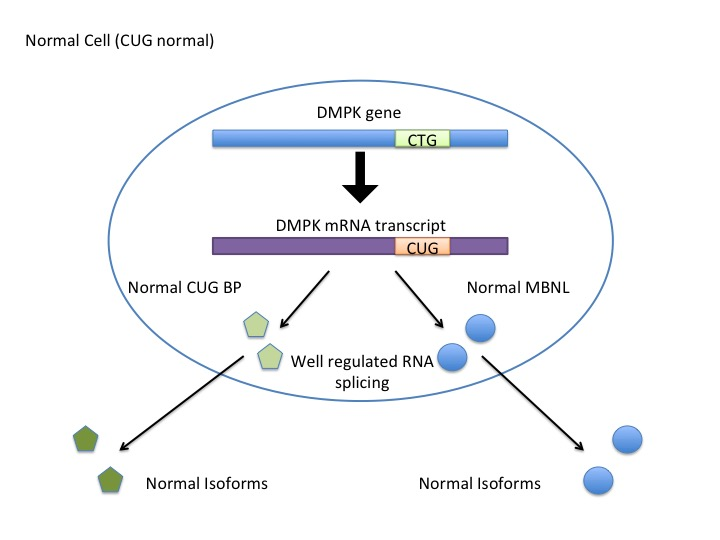 Normal Cell (CUG normal)
DMPK gene
CTG
DMPK mRNA transcript
CUG
Normal CUG BP
Normal MBNL
Well regulated RNA
splicing
Normal Isoforms
Normal Isoforms